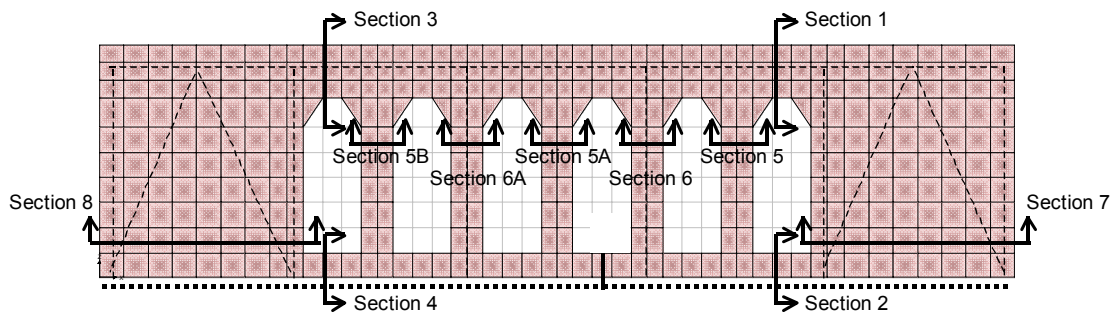 Section 3
Section 1
Section 5B
Section 5A
Section 5
Section 6A
Section 6
Section 8
Section 7
Section 4
Section 2